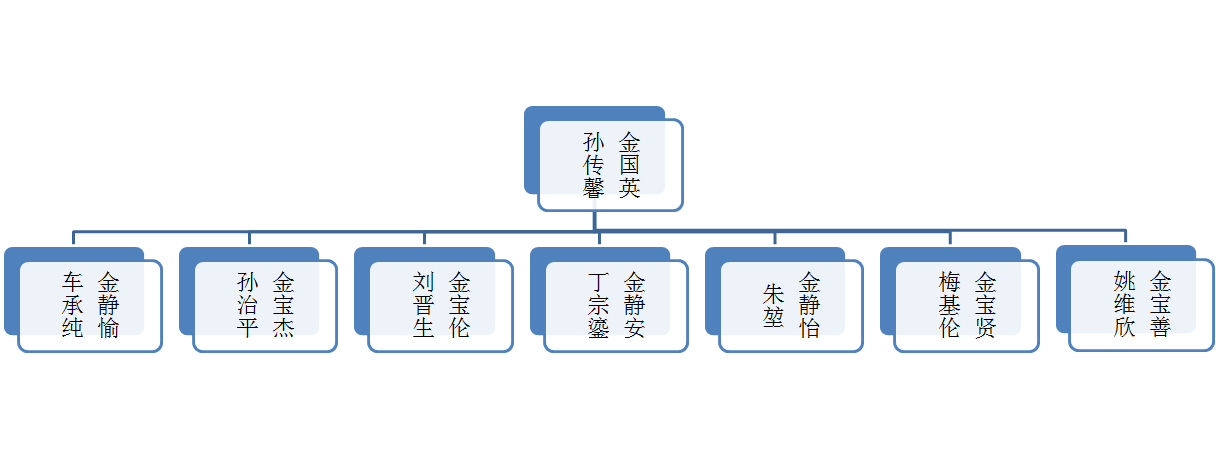 金国英
孙传馨
金静愉
车承纯
金宝杰
孙治平
金宝伦
刘晋生
金静安
丁宗鎏
金静怡
朱堃
金宝贤
梅基伦
金宝善
姚维欣